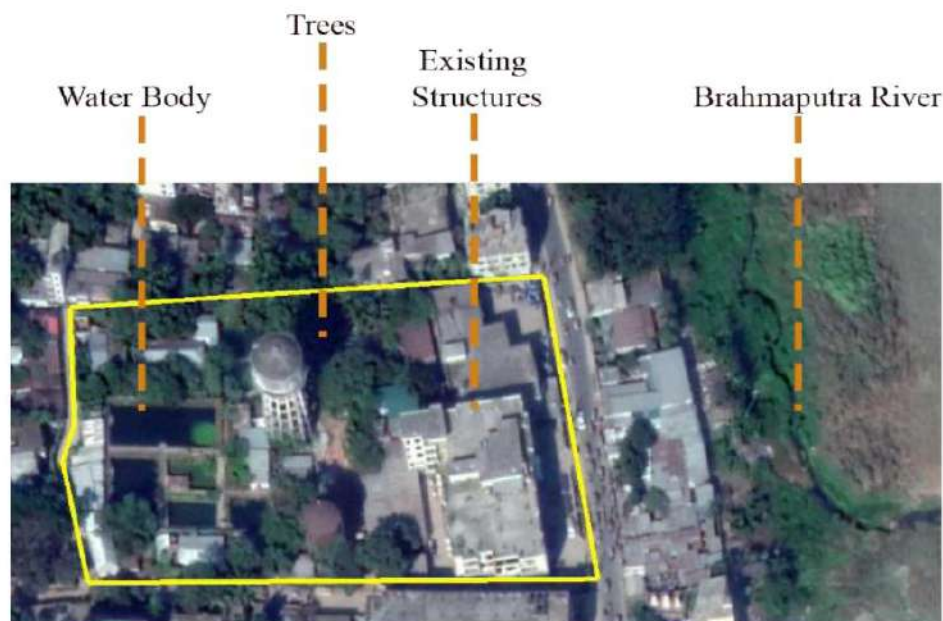 Trees
Existing
Structures
Water Body
Brahmaputra River